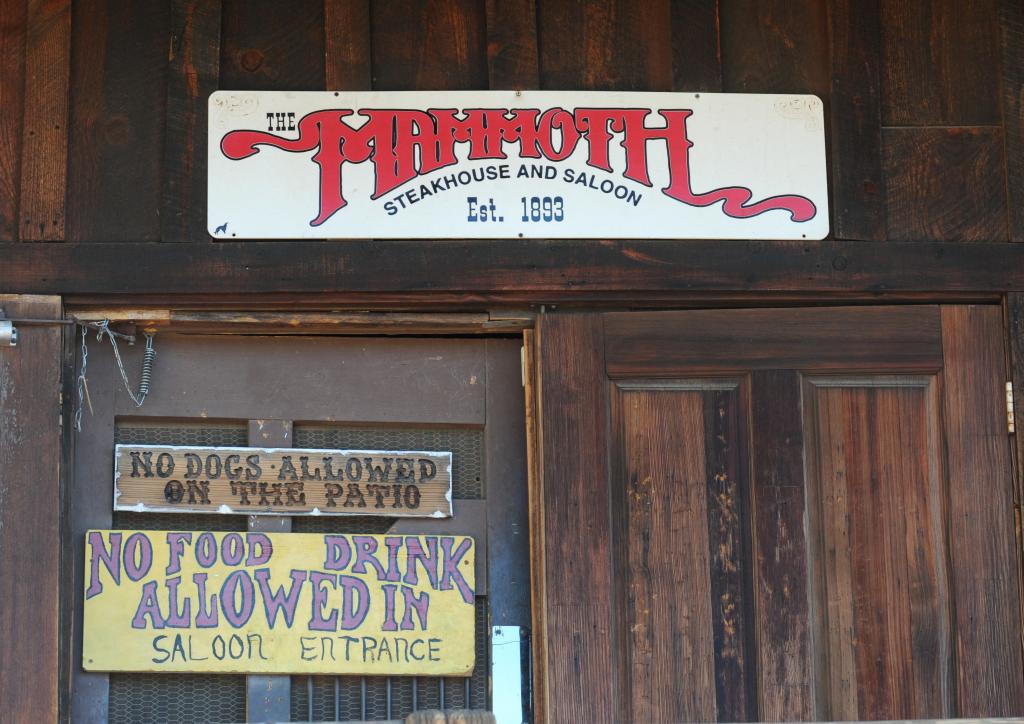 THE
MAMMOTH
STEAKHOUSE AND SALOON
Est. 1893
NO DOGS ALLOWED
ON THE PATIO
NO FOOD DRINK
ALLOWED IN
SALOON ENTRANCE